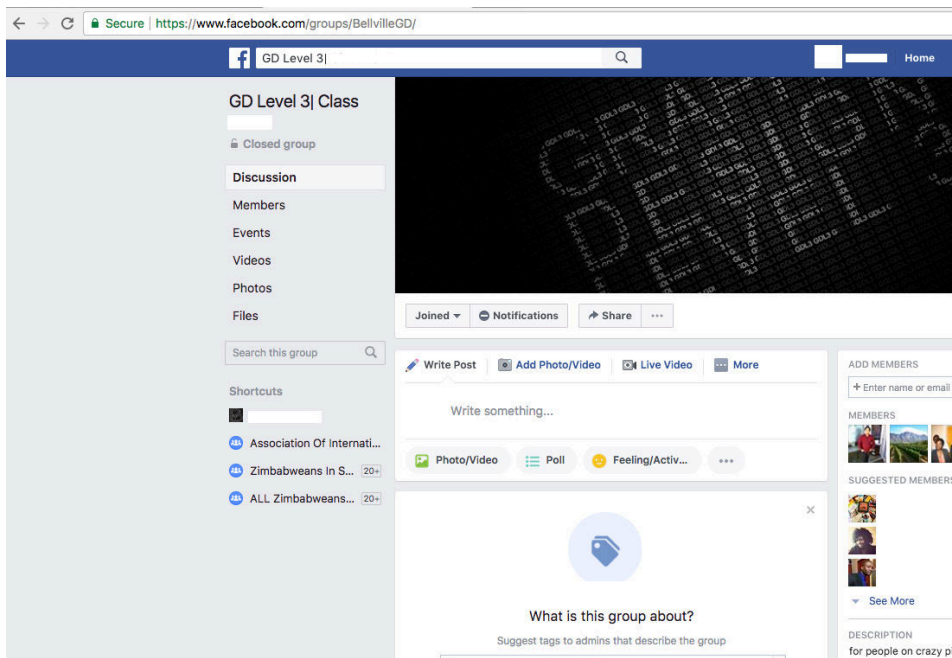 Secure | https://www.facebook.com/groups/BellvilleGD/
f GD Level 3| Home
GD Level 3| Class
Closed group
Discussion
Members
Events
Videos
Photos
Files
Search this group
Shortcuts
Association Of Internati...
Zimbabweans In S... 20+
ALL Zimbabweans... 20+
Joined Notifications Share ...
Write Post Add Photo/Video Live Video More
Write something...
Photo/Video Poll Feeling/Activ... ...
What is this group about?
Suggest tags to admins that describe the group
ADD MEMBERS
+ Enter name or email
MEMBERS
SUGGESTED MEMBERS
See More
DESCRIPTION
for people on crazy p